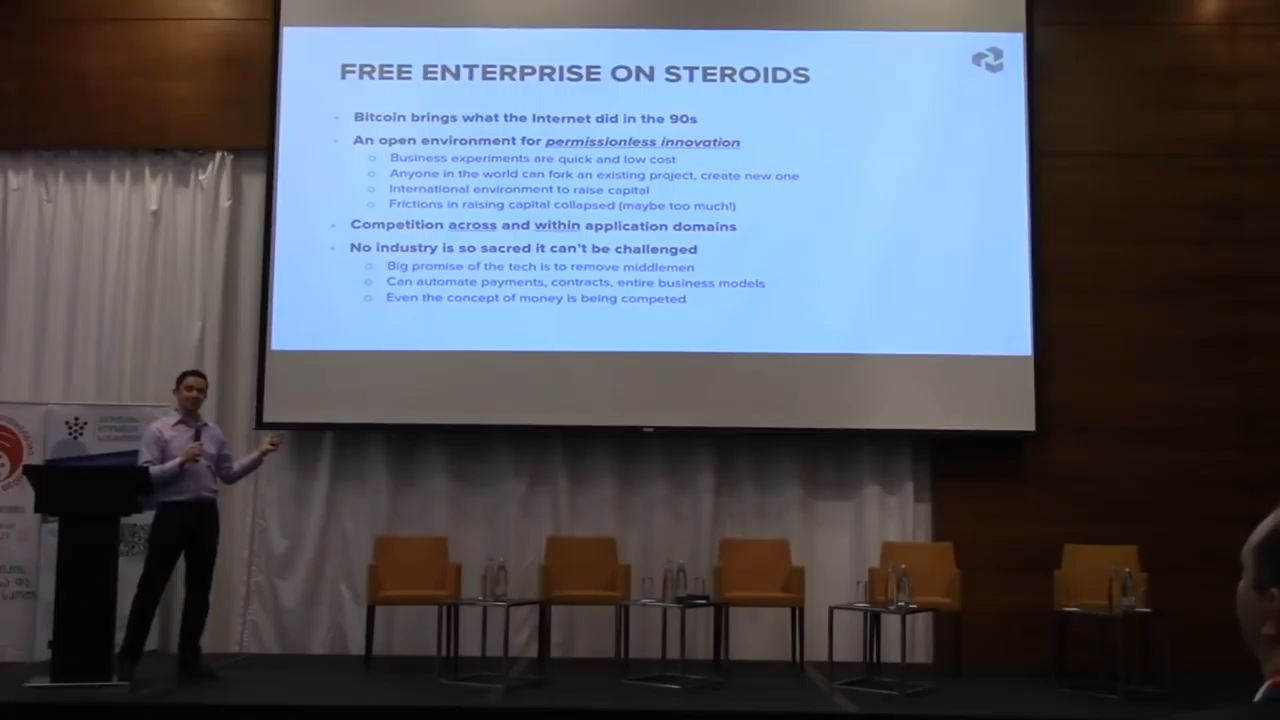 FREE ENTERPRISE ON STEROIDS
Bitcoin brings what the Internet did in the 90s
An open environment for permissionless innovation
Business experiments are quick and low cost
Anyone in the world can fork an existing project, create new one
International environment to raise capital
Frictions in raising capital collapsed (maybe too much!)
Competition across and within application domains
No industry is so sacred it can't be challenged
Big promise of the tech is to remove middlemen
Can automate payments, contracts, entire business models
Even the concept of money is being competed